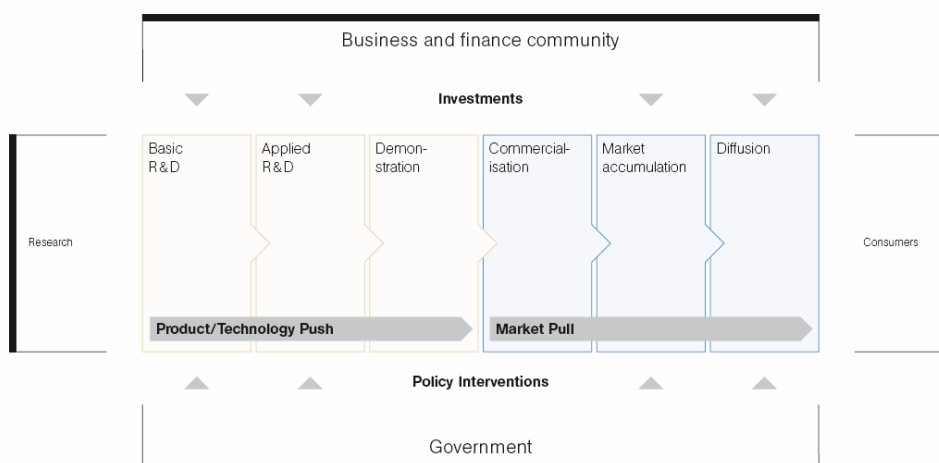 Business and finance community
Investments
Basic
R&D
Applied
R&D
Demon-
stration
Commercial-
isation
Market
accumulation
Diffusion
Research
Consumers
Product/Technology Push
Market Pull
Policy Interventions
Government